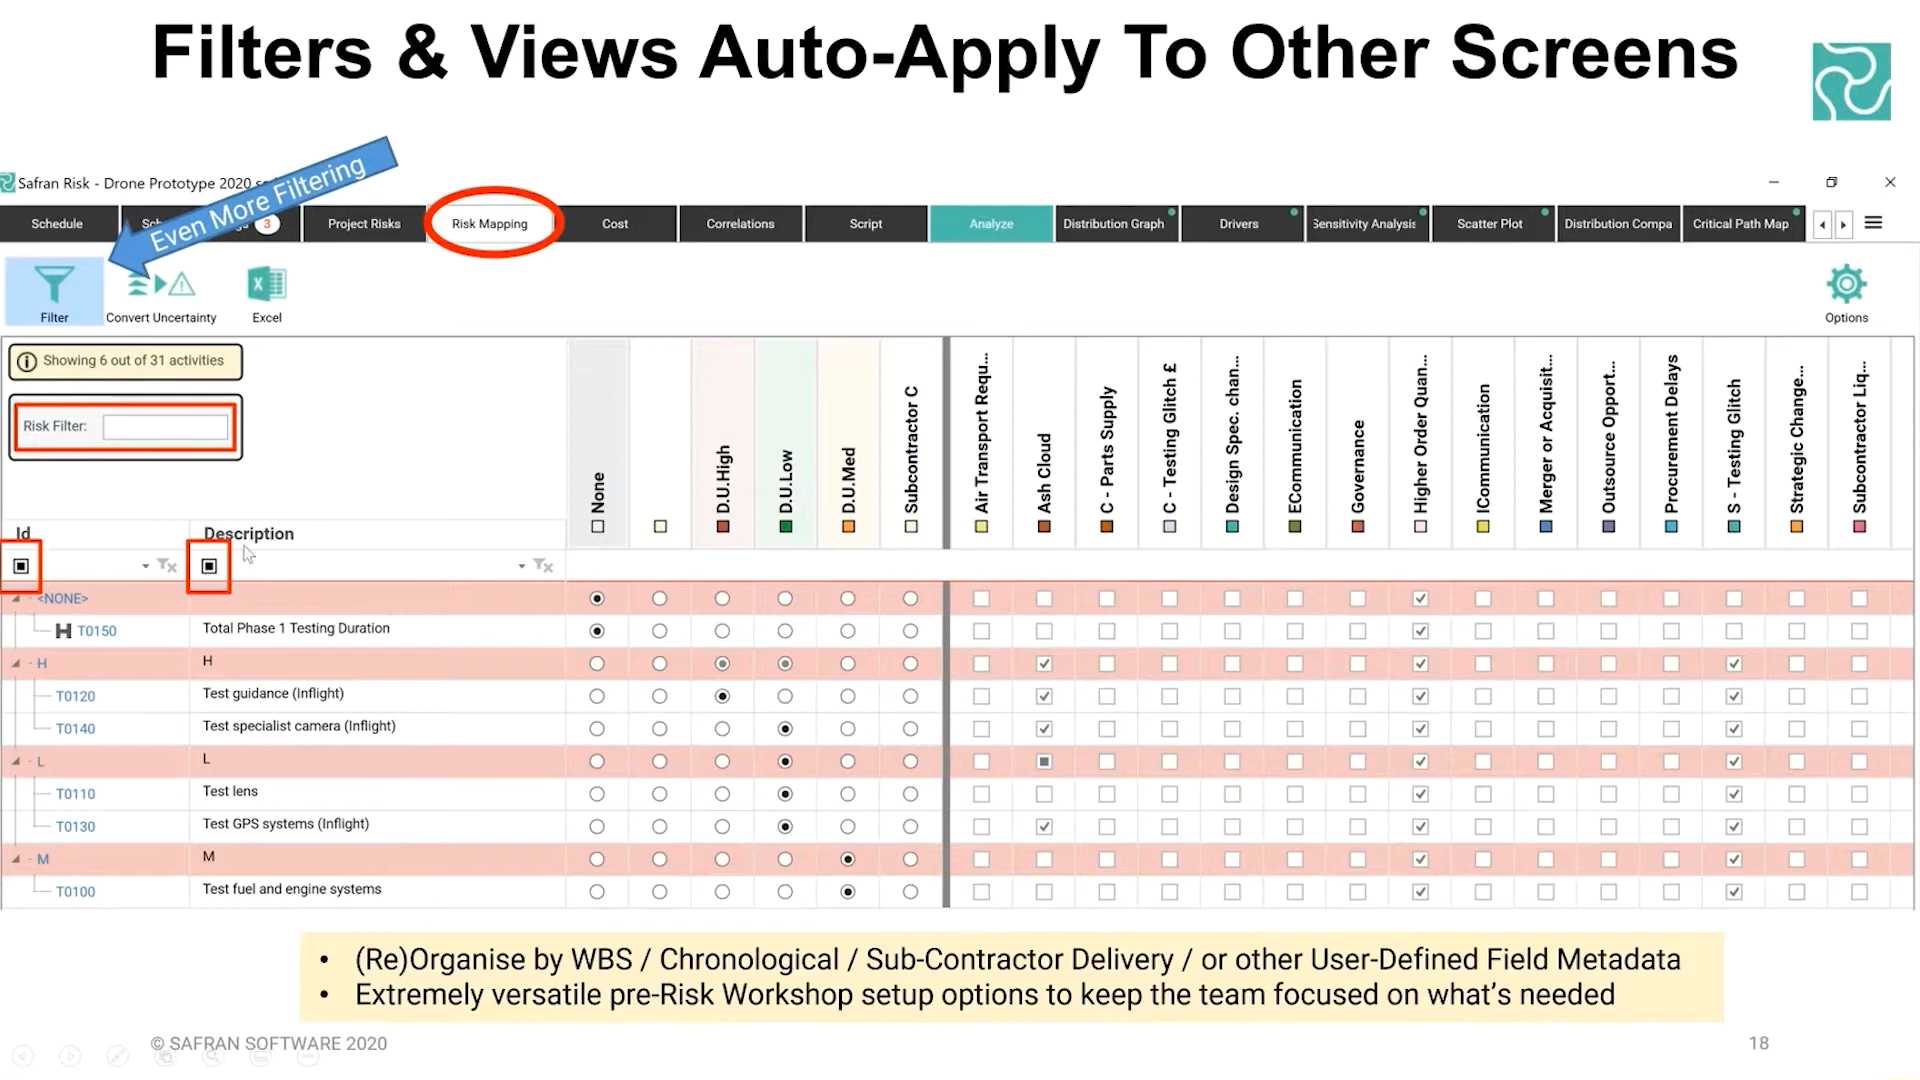 Filters & Views Auto-Apply To Other Screens
Even More Filtering
Safran Risk - Drone Prototype 2020
Schedule
3
Project Risks
Risk Mapping
Cost
Correlations
Script
Analyze
Distribution Graph
Drivers
Sensitivity Analysis
Scatter Plot
Distribution Compa
Critical Path Map
Filter
Convert Uncertainty
Excel
Options
Showing 6 out of 31 activities
Risk Filter:
None
D.U.High
D.U.Low
D.U.Med
Subcontractor C
Air Transport Requ...
Ash Cloud
C - Parts Supply
C - Testing Glitch £
Design Spec. chan...
ECommunication
Governance
Higher Order Quan...
ICommunication
Merger or Acquisit...
Outsource Opport...
Procurement Delays
S - Testing Glitch
Strategic Change...
Subcontractor Liq...
Id Description
<NONE>
T0150 Total Phase 1 Testing Duration
H H
T0120 Test guidance (Inflight)
T0140 Test specialist camera (Inflight)
L L
T0110 Test lens
T0130 Test GPS systems (Inflight)
M M
T0100 Test fuel and engine systems
• (Re)Organise by WBS / Chronological / Sub-Contractor Delivery / or other User-Defined Field Metadata
• Extremely versatile pre-Risk Workshop setup options to keep the team focused on what's needed
© SAFRAN SOFTWARE 2020
18